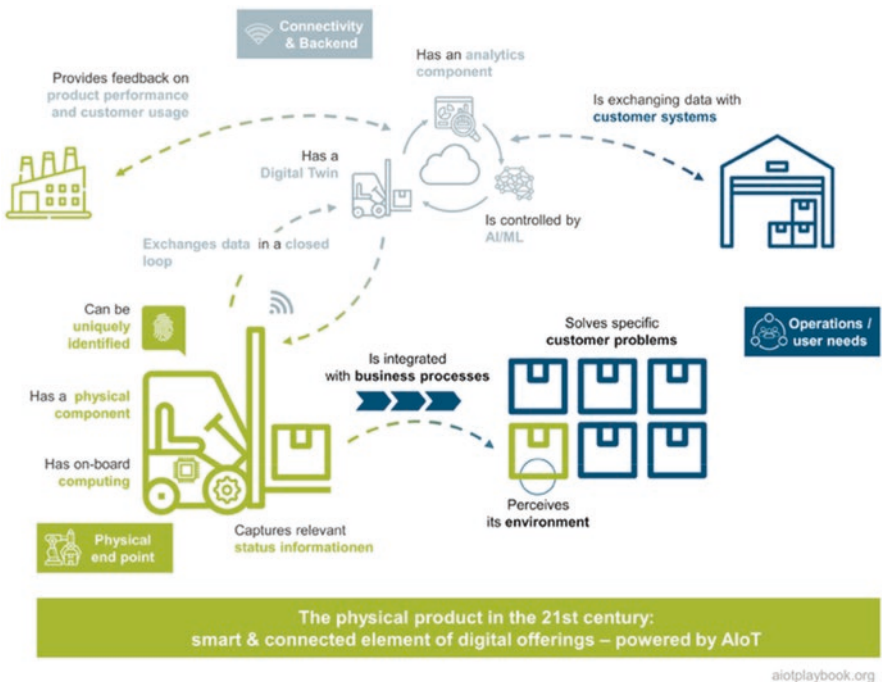 Connectivity
& Backend
Has an analytics
component
Provides feedback on
product performance
and customer usage
Is exchanging data with
customer systems
Has a
Digital Twin
Is controlled by
AI/ML
Exchanges data in a closed
loop
Can be
uniquely
identified
Solves specific
customer problems
Operations /
user needs
Is integrated
with business processes
Has a physical
component
Has on-board
computing
Perceives
its environment
Captures relevant
status informationen
Physical
end point
The physical product in the 21st century:
smart & connected element of digital offerings – powered by AIoT
aiotplaybook.org